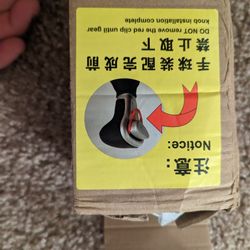 注意:
Notice:
手球装配完成前
禁止取下
DO NOT remove the red clip until gear
knob installation complete